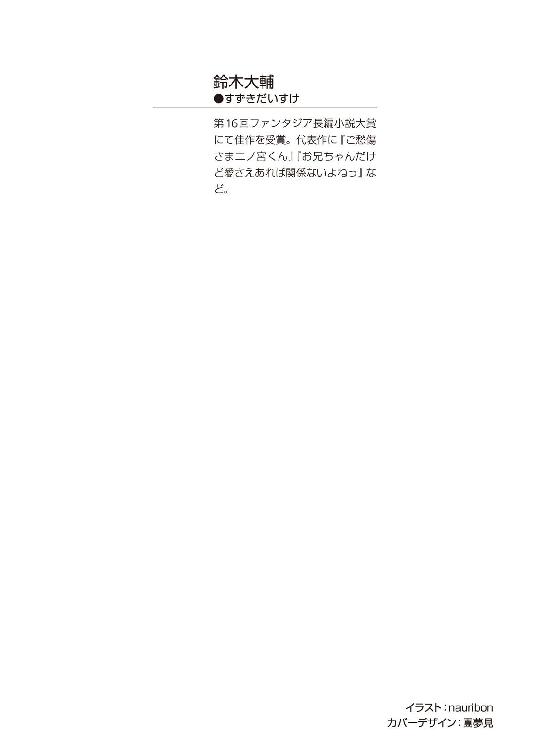 鈴木大輔
●すずきだいすけ
第16回ファンタジア長編小説大賞
にて佳作を受賞。代表作に『ご愁傷
さま二ノ宮くん』『お兄ちゃんだけ
ど愛さえあれば関係ないよねっ』な
ど。
イラスト：nauribon
カバーデザイン：夢見